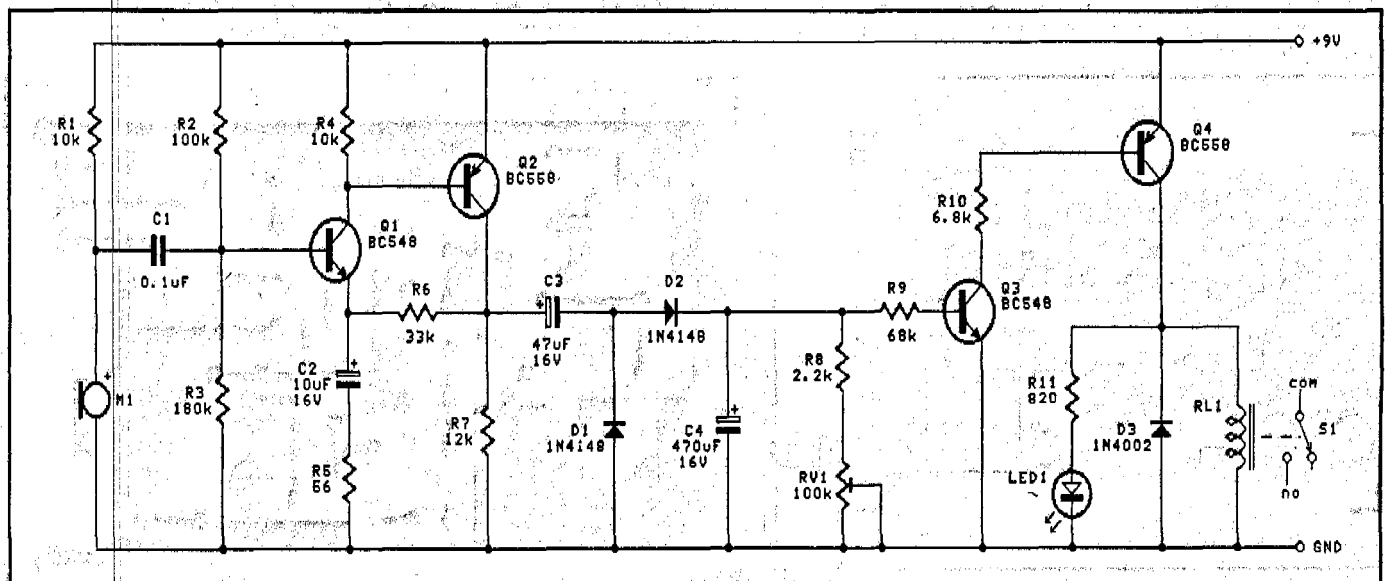 +9V
R1
10k
R2
100k
R4
10k
Q2
BC558
Q4
BC558
C1
0.1uF
Q1
BC548
R10
6.8k
R6
33k
C3
+
47uF
16V
D2
1N4148
R9
68k
Q3
BC548
M1
+
R3
180k
C2
10uF
16V
+
R5
56
R7
12k
D1
1N4148
C4
470uF
16V
+
R8
2.2k
RV1
100k
R11
820
LED1
D3
1N4002
RL1
com
S1
no
GND